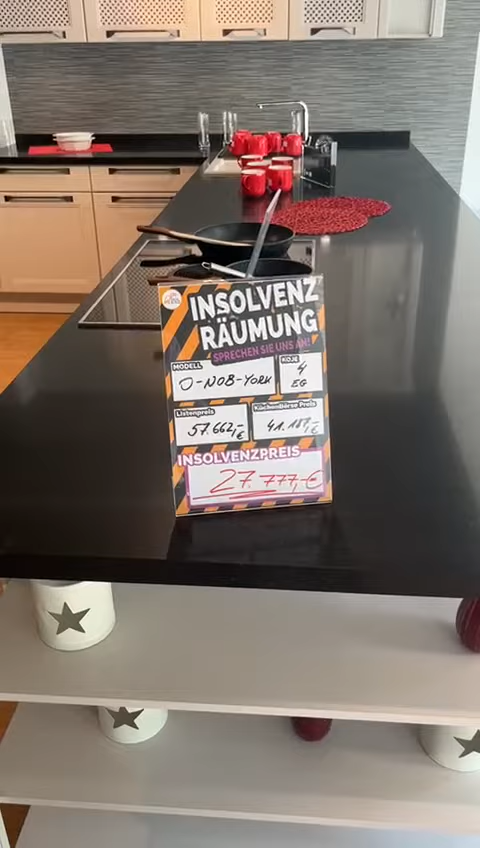 INSOLVENZ
RÄUMUNG
SPRECHEN SIE UNS AN!
MODELL
O-NOB-YORK
KOJE
4
EG
Listenpreis
57.662,-€
KüchenBörse Preis
41.187,-€
INSOLVENZPREIS
27.777,-€